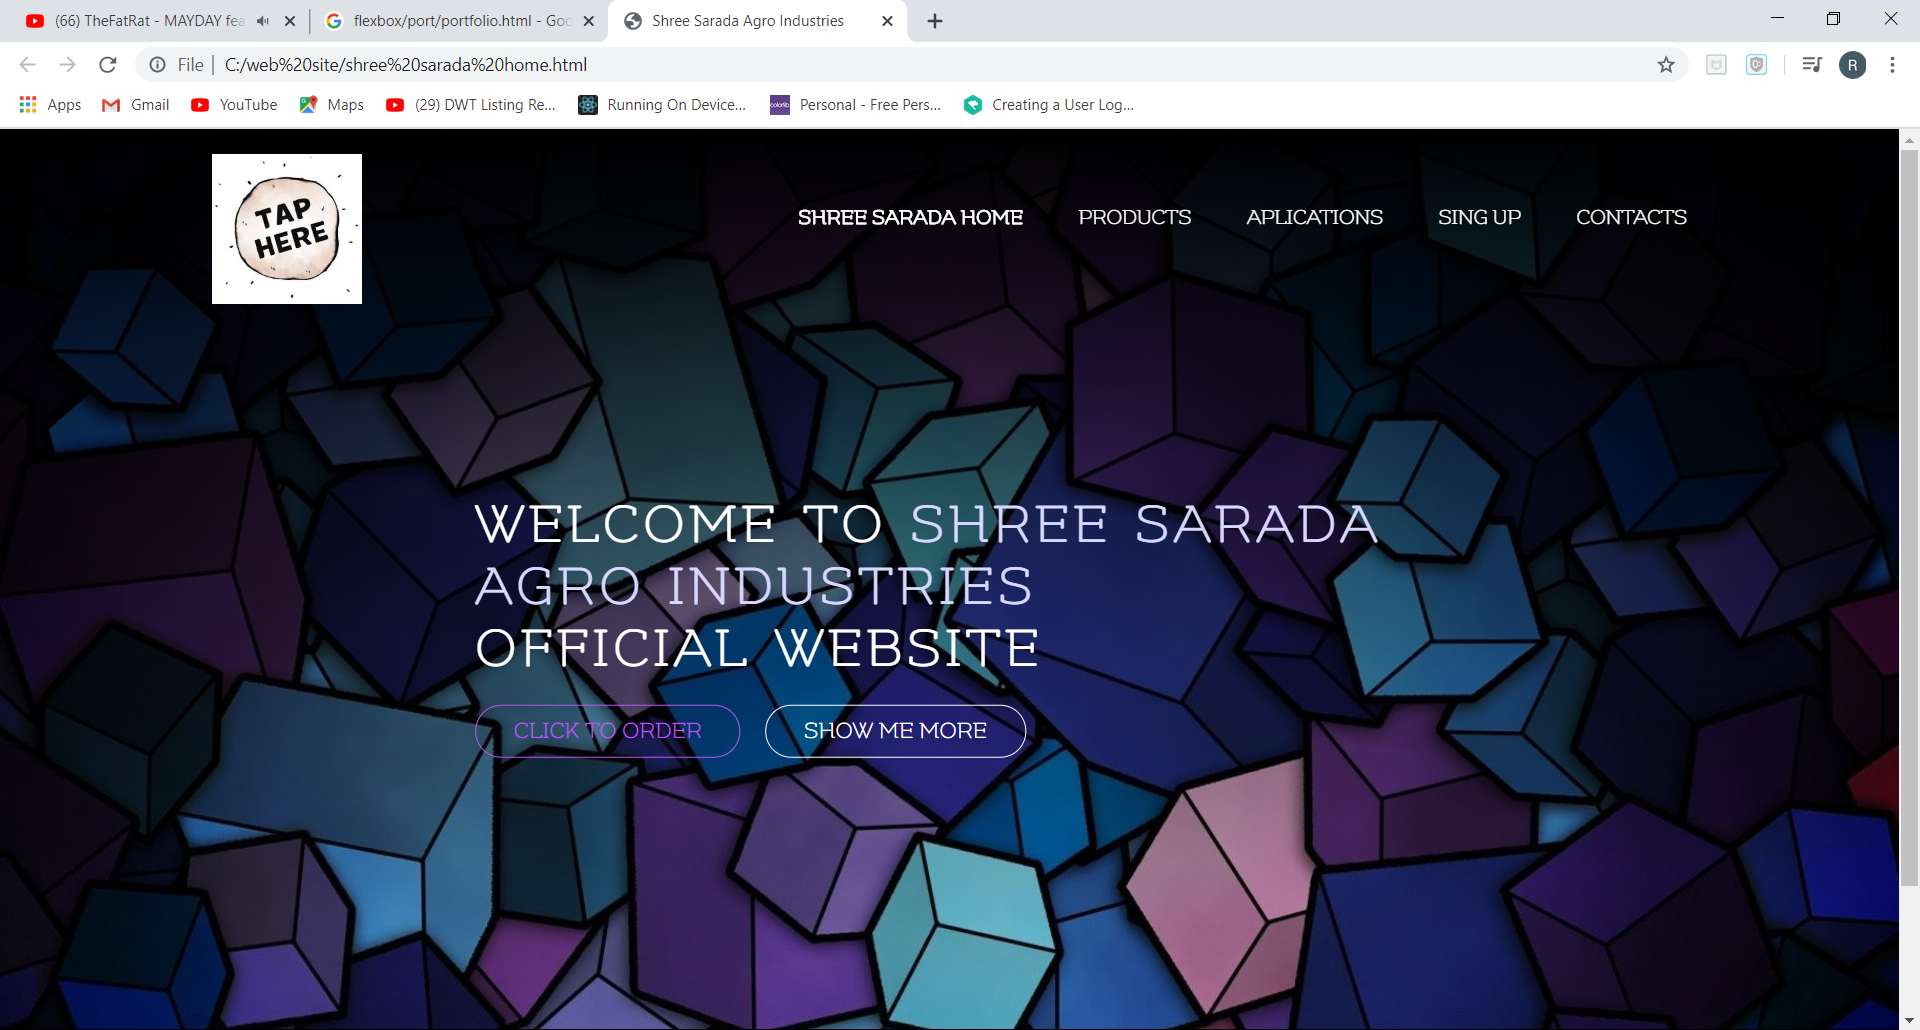 (66) TheFatRat - MAYDAY fea
flexbox/port/portfolio.html - Goo
Shree Sarada Agro Industries
File | C:/web%20site/shree%20sarada%20home.html
R
Apps Gmail YouTube Maps (29) DWT Listing Re... Running On Device... colorlib Personal - Free Pers... Creating a User Log...
TAP
HERE
SHREE SARADA HOME PRODUCTS APLICATIONS SING UP CONTACTS
WELCOME TO SHREE SARADA
AGRO INDUSTRIES
OFFICIAL WEBSITE
CLICK TO ORDER SHOW ME MORE